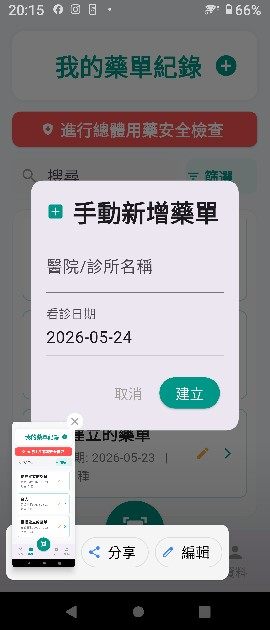 20:15
66%
我的藥單紀錄
進行總體用藥安全檢查
搜尋
篩選
手動新增藥單
醫院/診所名稱
看診日期
2026-05-24
取消
建立
建立的藥單
期: 2026-05-23 |
種
分享
編輯
資料